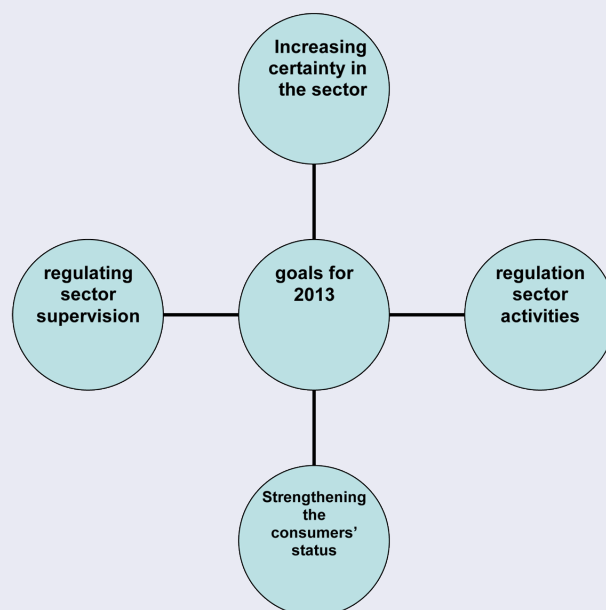 Increasing
certainty in
the sector
regulating
sector
supervision
goals for
2013
regulation
sector
activities
Strengthening
the
consumers’
status